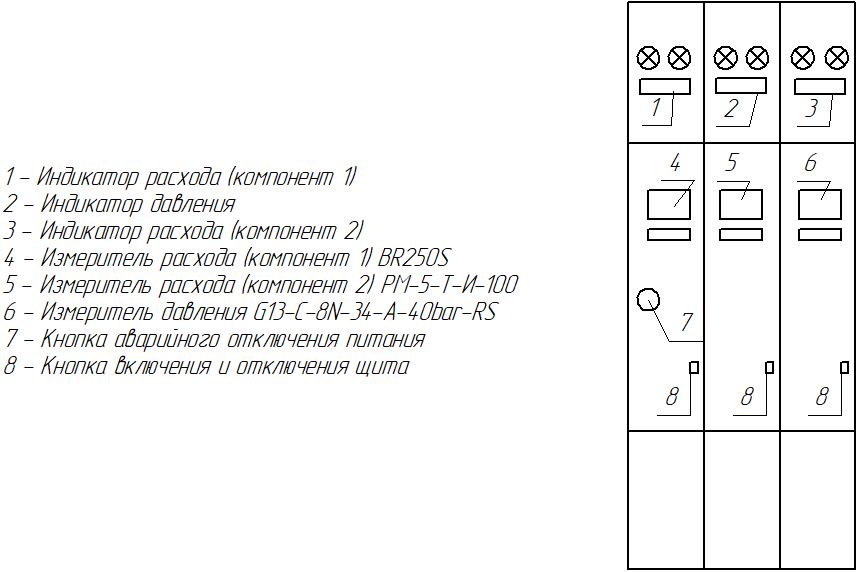 1 – Индикатор расхода (компонент 1)
2 – Индикатор давления
3 – Индикатор расхода (компонент 2)
4 – Измеритель расхода (компонент 1) BR250S
5 – Измеритель расхода (компонент 2) РМ-5-Т-И-100
6 – Измеритель давления G13-C-8N-34-A-40bar-RS
7 – Кнопка аварийного отключения питания
8 – Кнопка включения и отключения щита
1 2 3
4 5 6
7
8 8 8